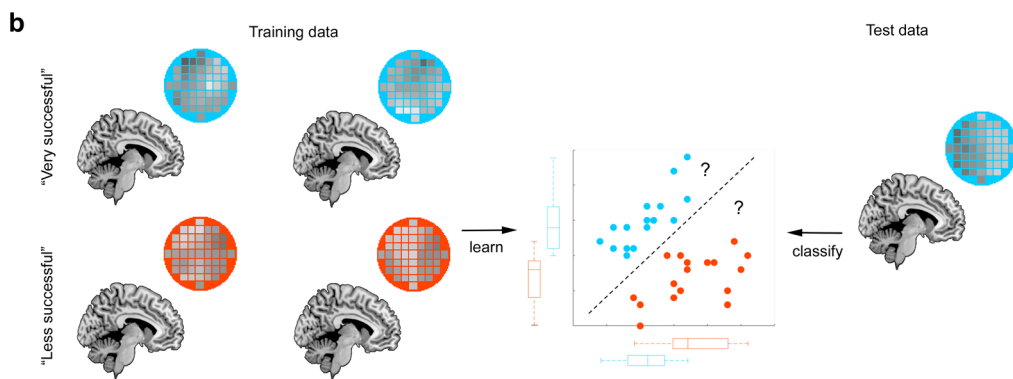 b
Training data
Test data
“Very successful”
“Less successful”
learn
?
?
classify